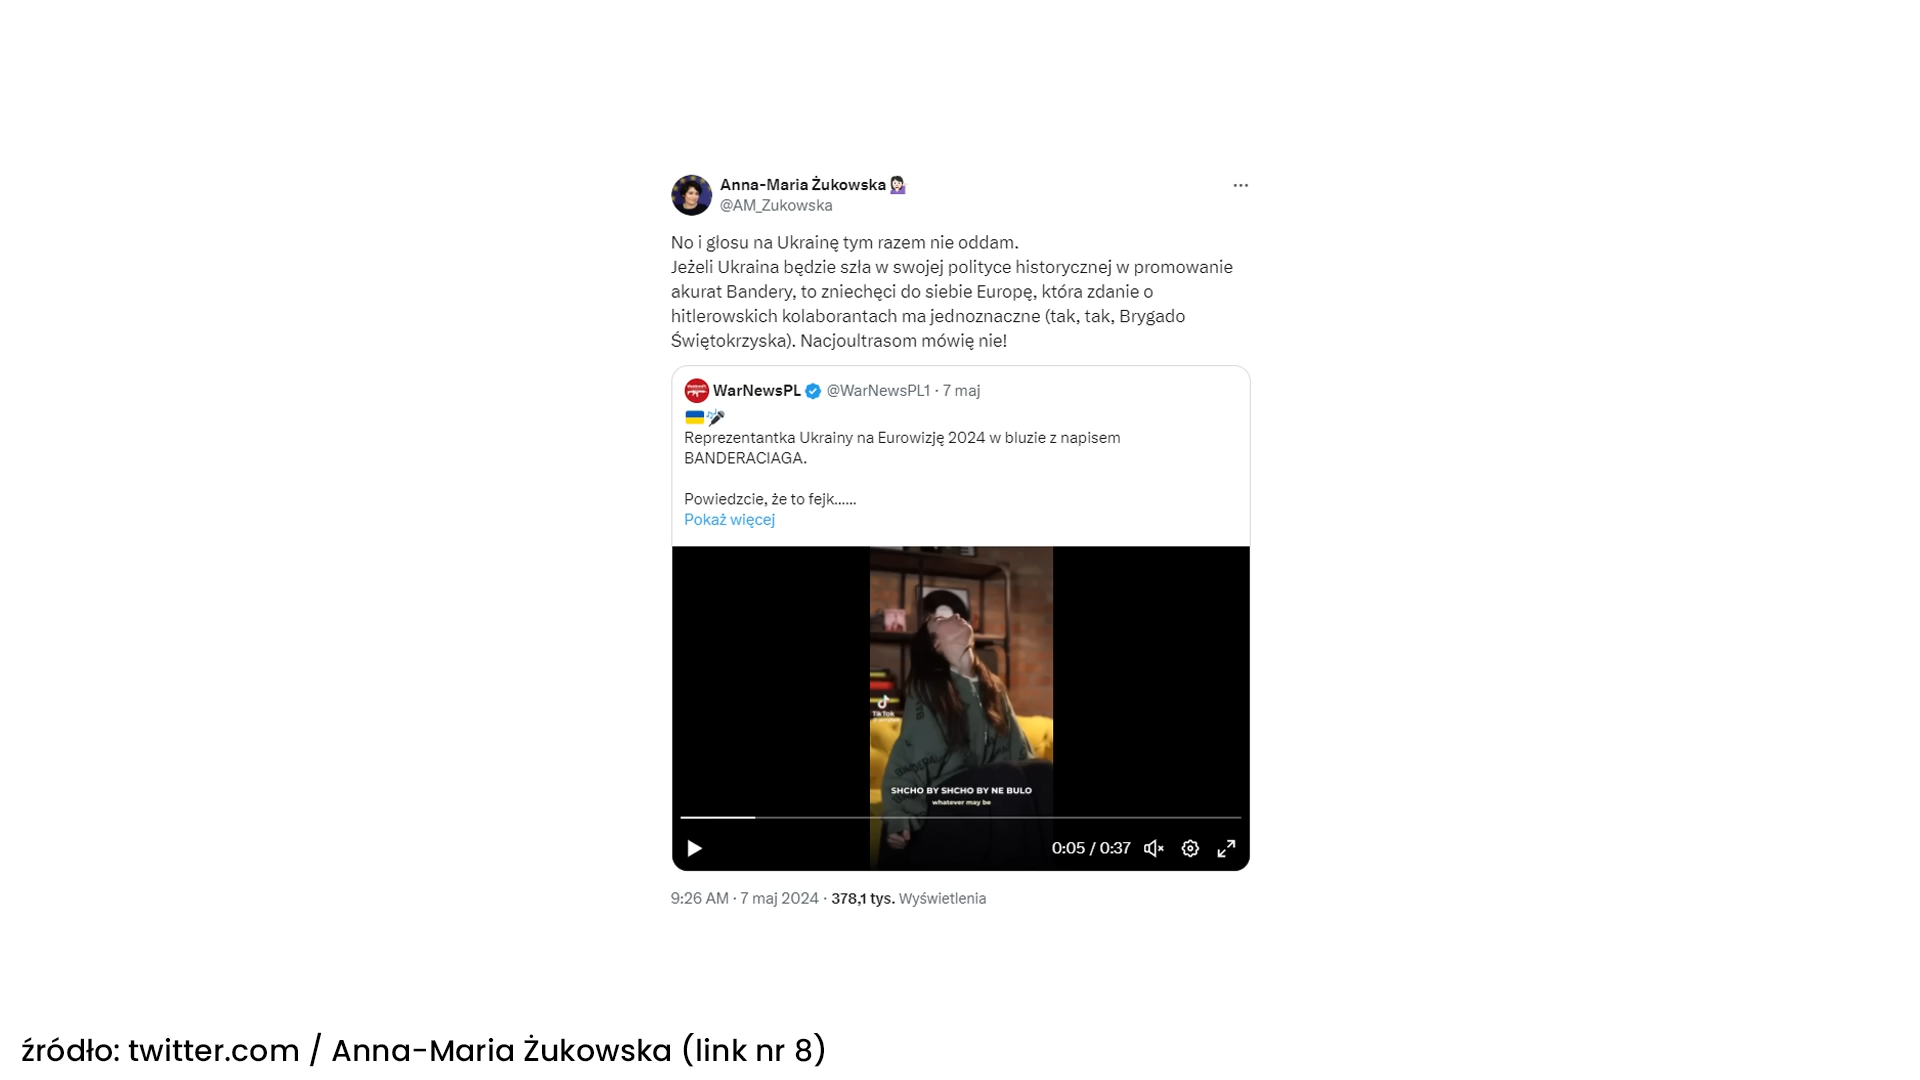 Anna-Maria Żukowska
@AM_Zukowska
No i głosu na Ukrainę tym razem nie oddam.
Jeżeli Ukraina będzie szła w swojej polityce historycznej w promowanie
akurat Bandery, to zniechęci do siebie Europę, która zdanie o
hitlerowskich kolaborantach ma jednoznaczne (tak, tak, Brygado
Świętokrzyska). Nacjoultrasom mówię nie!
WarNewsPL @WarNewsPL1 · 7 maj
Reprezentantka Ukrainy na Eurowizję 2024 w bluzie z napisem
BANDERACIAGA.
Powiedzcie, że to fejk......
Pokaż więcej
TikTok
SHCHO BY SHCHO BY NE BULO
whatever may be
0:05 / 0:37
9:26 AM · 7 maj 2024 · 378,1 tys. Wyświetlenia
źródło: twitter.com / Anna-Maria Żukowska (link nr 8)